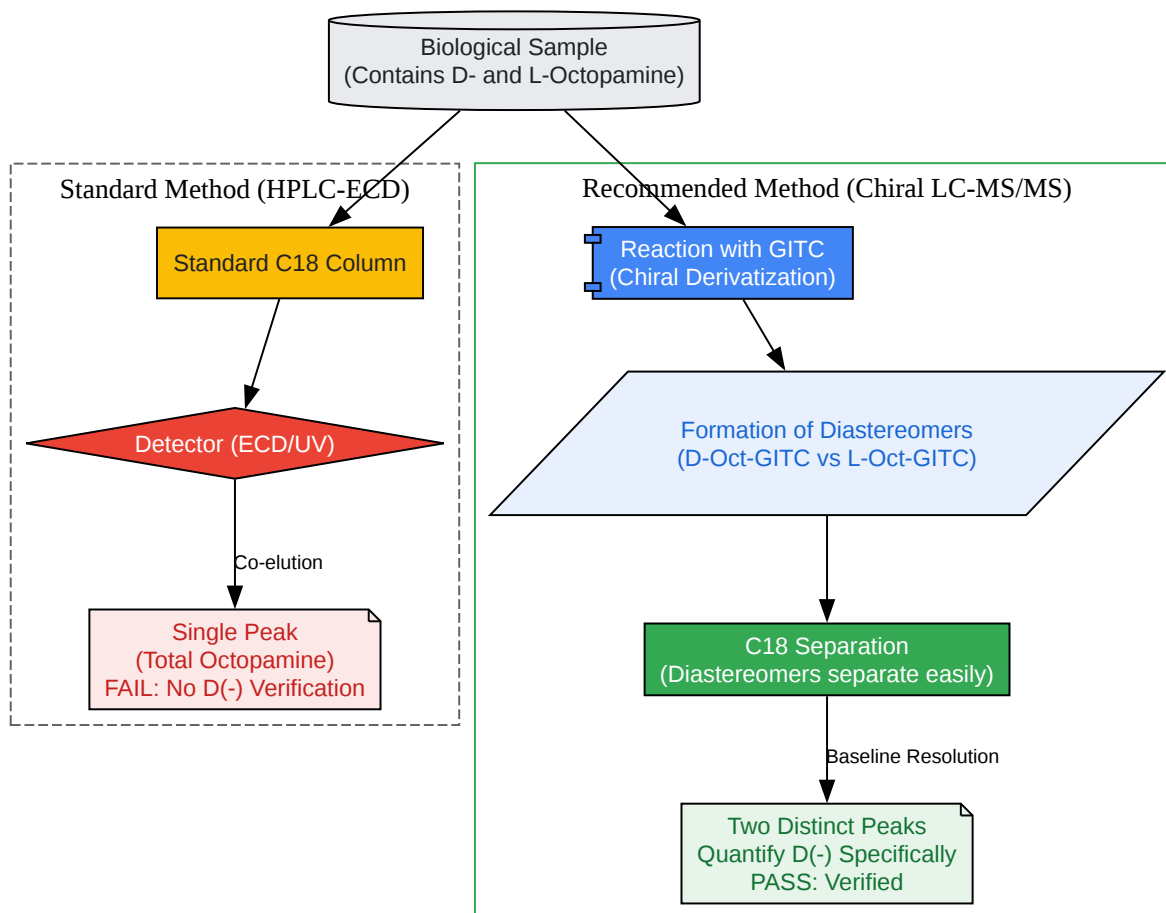 Biological Sample
(Contains D- and L-Octopamine)
Standard Method (HPLC-ECD)
Standard C18 Column
Detector (ECD/UV)
Co-elution
Single Peak
(Total Octopamine)
FAIL: No D(-) Verification
Recommended Method (Chiral LC-MS/MS)
Reaction with GITC
(Chiral Derivatization)
Formation of Diastereomers
(D-Oct-GITC vs L-Oct-GITC)
C18 Separation
(Diastereomers separate easily)
Baseline Resolution
Two Distinct Peaks
Quantify D(-) Specifically
PASS: Verified